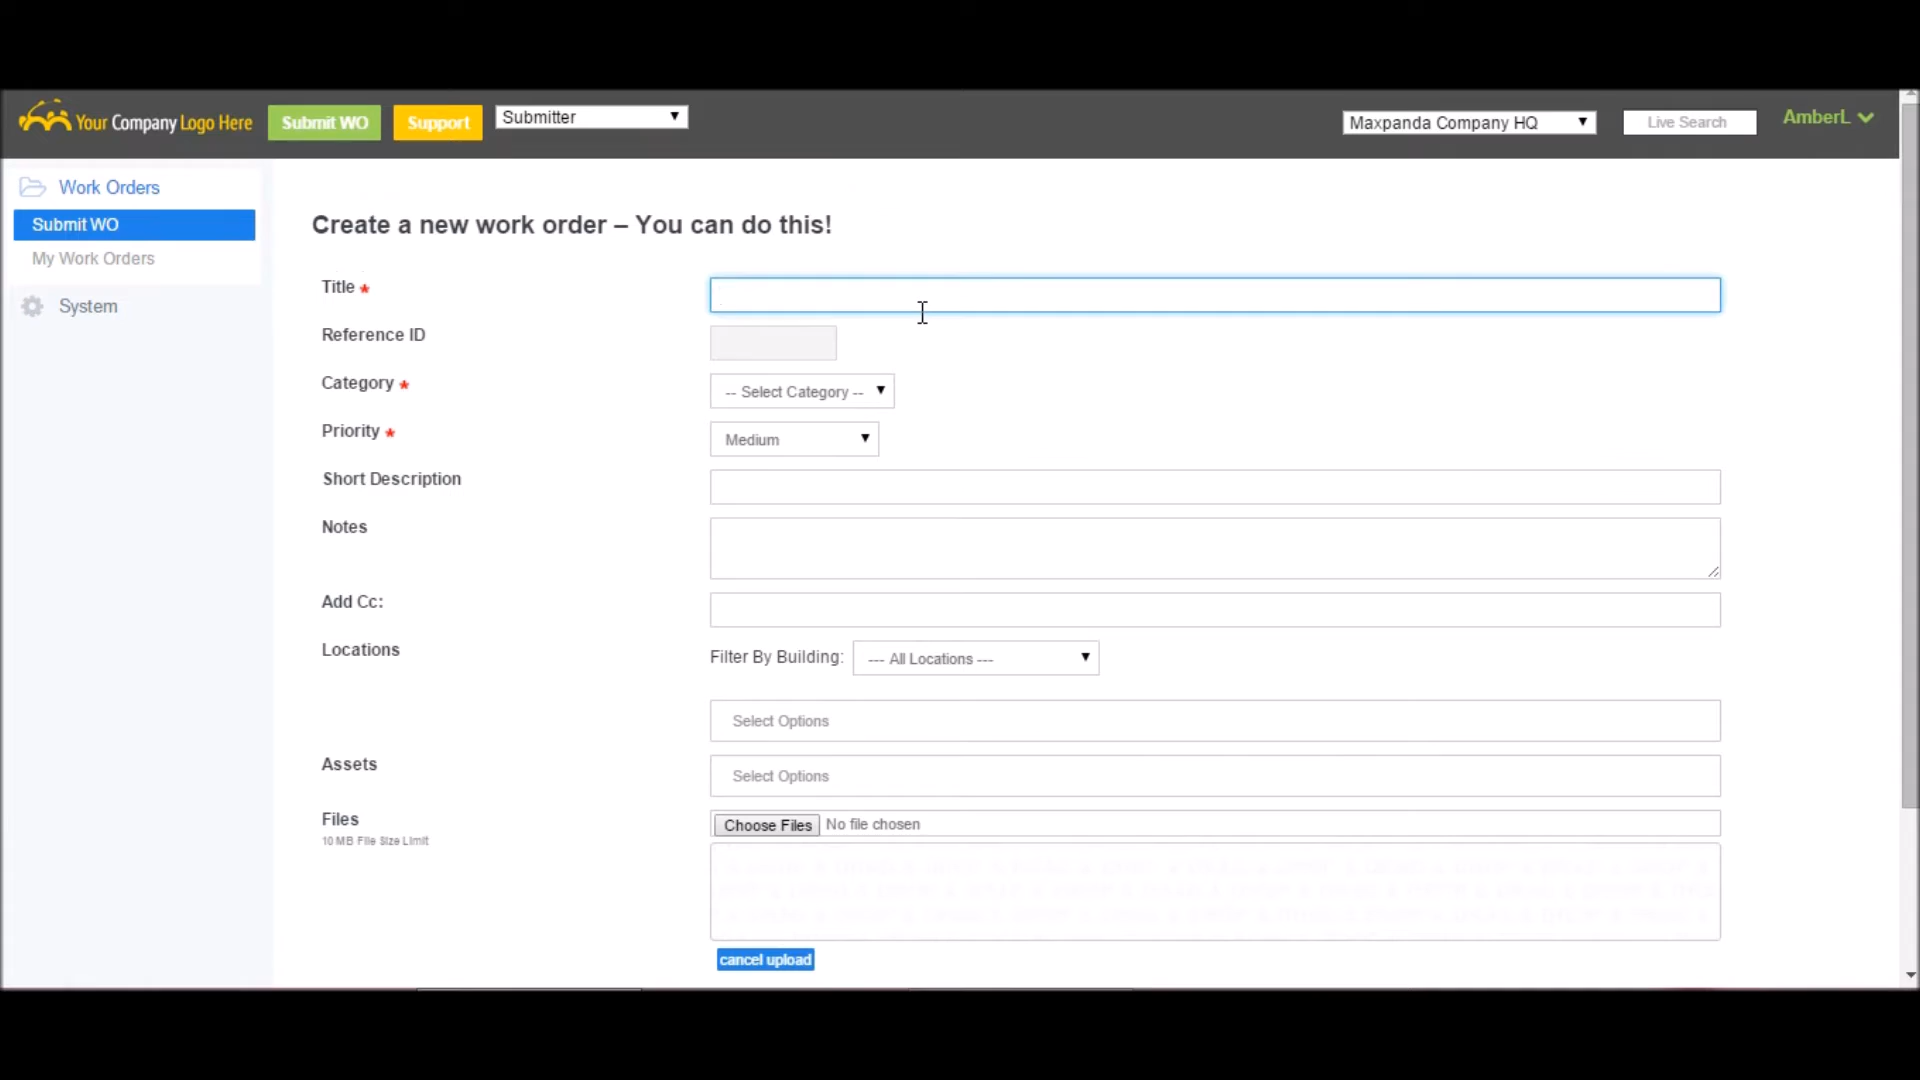 Your Company Logo Here
Submit WO
Support
Submitter
Maxpanda Company HQ
Live Search
AmberL
Work Orders
Submit WO
My Work Orders
System
Create a new work order – You can do this!
Title *
Reference ID
Category *
-- Select Category --
Priority *
Medium
Short Description
Notes
Add Cc:
Locations
Filter By Building:
--- All Locations ---
Select Options
Assets
Select Options
Files
10 MB File Size Limit
Choose Files
No file chosen
cancel upload